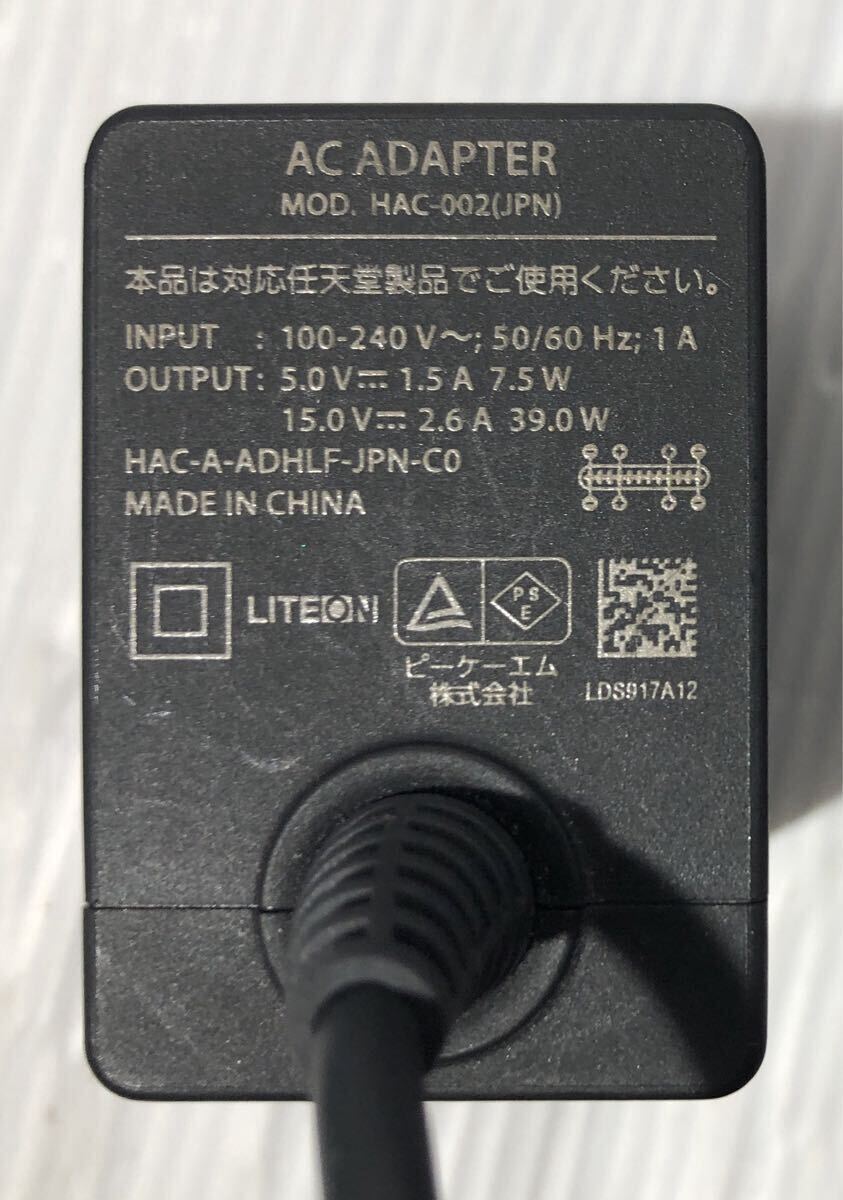 AC ADAPTER
MOD. HAC-002(JPN)
本品は対応任天堂製品でご使用ください。
INPUT : 100-240 V～; 50/60 Hz; 1 A
OUTPUT: 5.0 V⎓ 1.5 A 7.5 W
15.0 V⎓ 2.6 A 39.0 W
HAC-A-ADHLF-JPN-C0
MADE IN CHINA
LITEON
PS
E
ピーケーエム
株式会社
LDS917A12